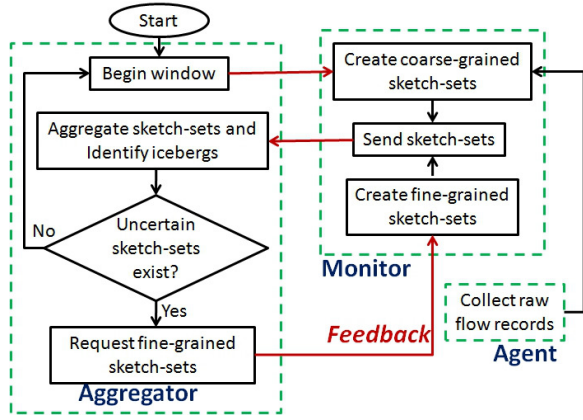 Start
Begin window
Aggregate sketch-sets and
Identify icebergs
No
Uncertain
sketch-sets
exist?
Yes
Request fine-grained
sketch-sets
Aggregator
Create coarse-grained
sketch-sets
Send sketch-sets
Create fine-grained
sketch-sets
Monitor
Feedback
Collect raw
flow records
Agent